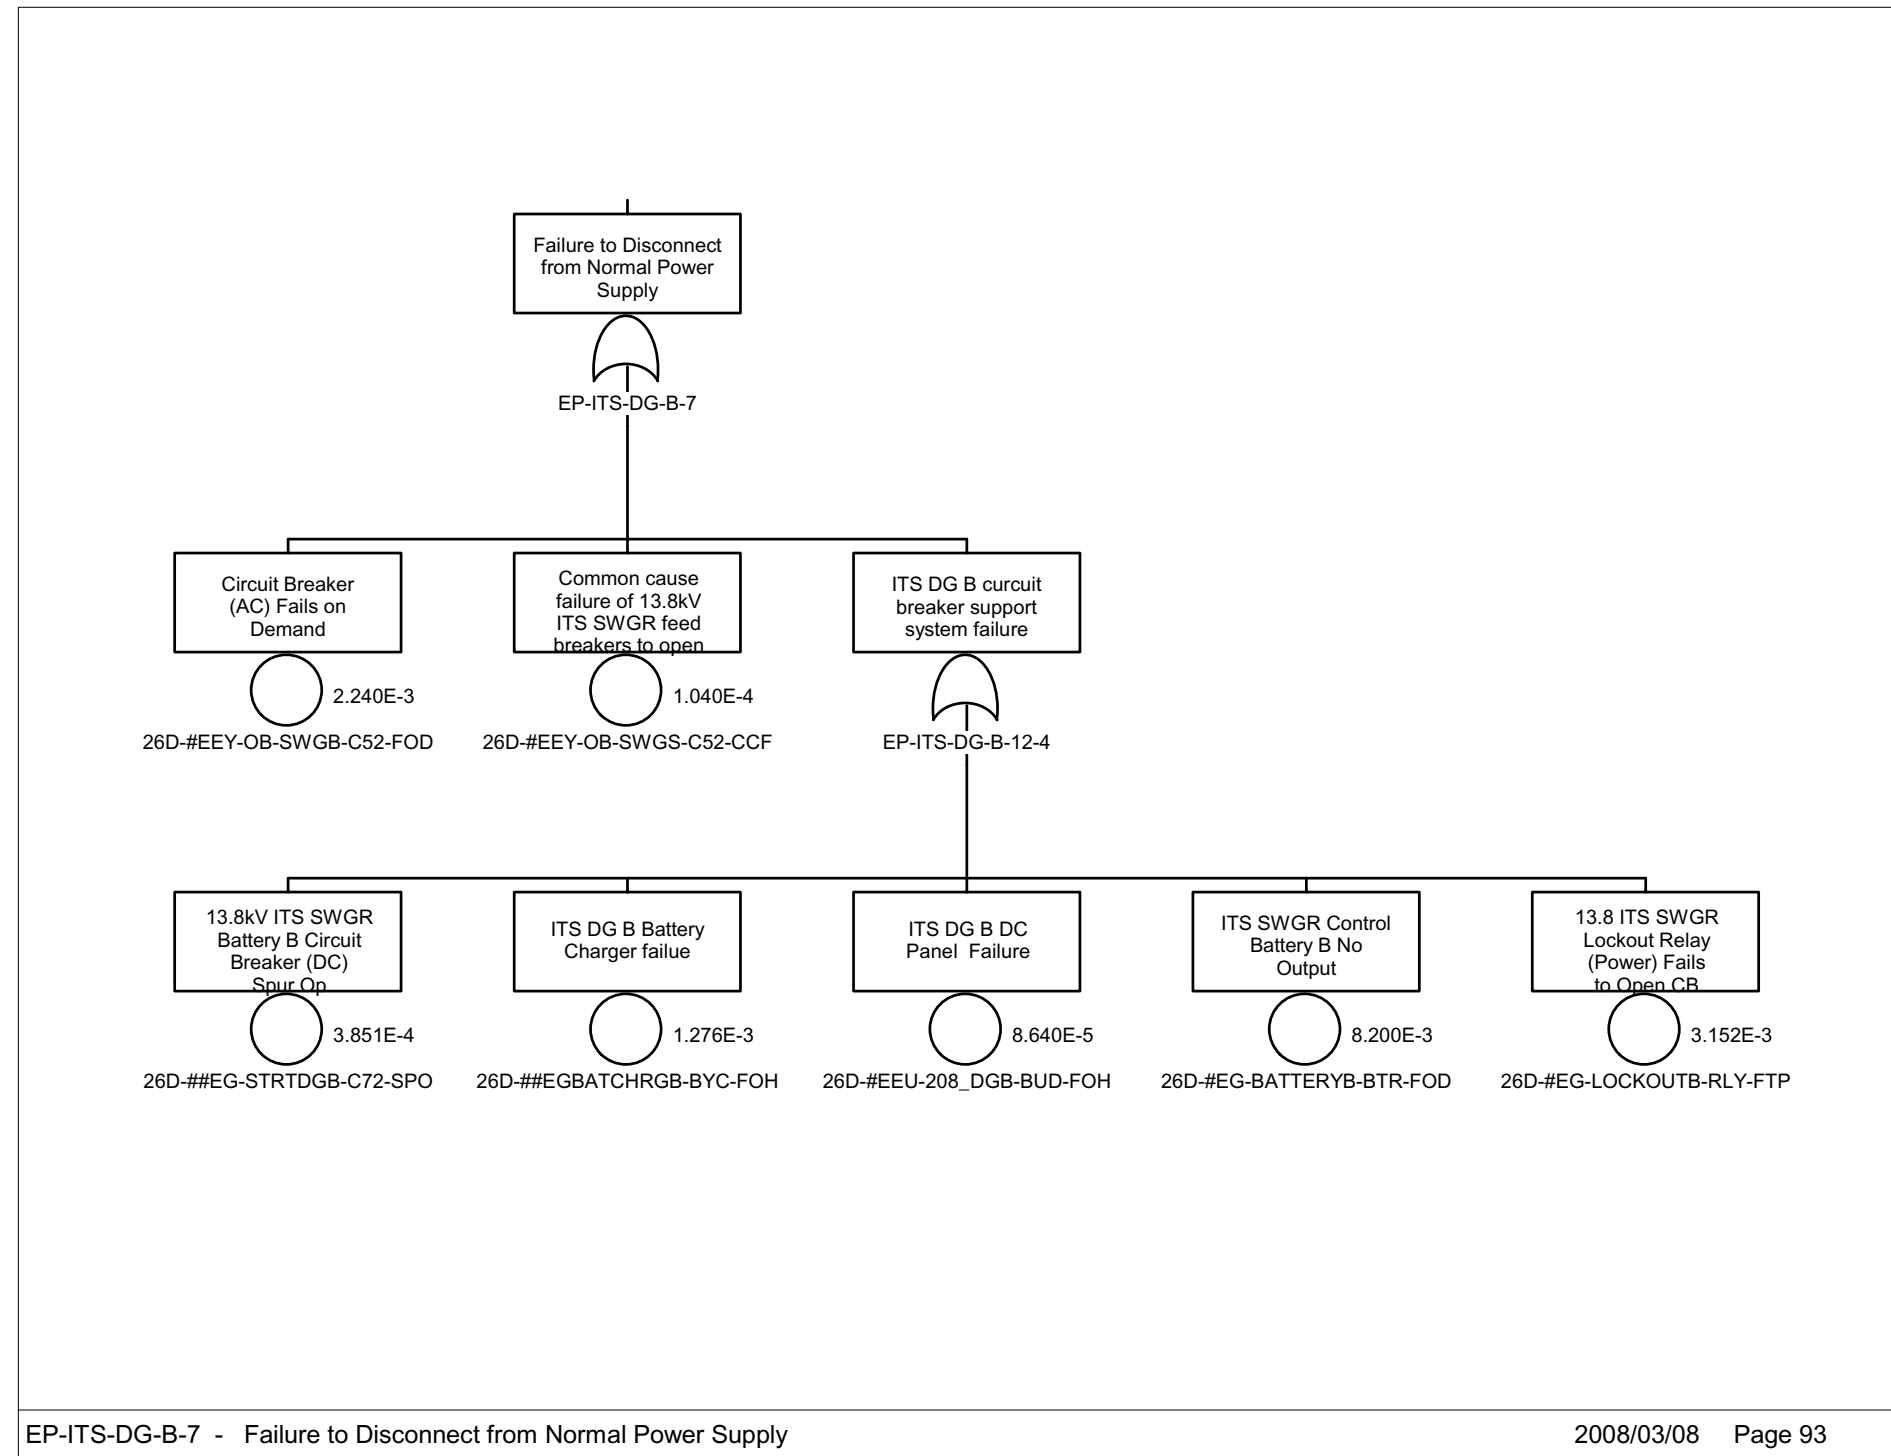 Failure to Disconnect
from Normal Power
Supply
EP-ITS-DG-B-7
Circuit Breaker
(AC) Fails on
Demand
2.240E-3
26D-#EEY-OB-SWGB-C52-FOD
Common cause
failure of 13.8kV
ITS SWGR feed
breakers to open
1.040E-4
26D-#EEY-OB-SWGS-C52-CCF
ITS DG B curcuit
breaker support
system failure
EP-ITS-DG-B-12-4
13.8kV ITS SWGR
Battery B Circuit
Breaker (DC)
Spur Op
3.851E-4
26D-##EG-STRTDGB-C72-SPO
ITS DG B Battery
Charger failue
1.276E-3
26D-##EGBATCHRGB-BYC-FOH
ITS DG B DC
Panel  Failure
8.640E-5
26D-#EEU-208_DGB-BUD-FOH
ITS SWGR Control
Battery B No
Output
8.200E-3
26D-#EG-BATTERYB-BTR-FOD
13.8 ITS SWGR
Lockout Relay
(Power) Fails
to Open CB
3.152E-3
26D-#EG-LOCKOUTB-RLY-FTP
EP-ITS-DG-B-7 - Failure to Disconnect from Normal Power Supply
2008/03/08 Page 93